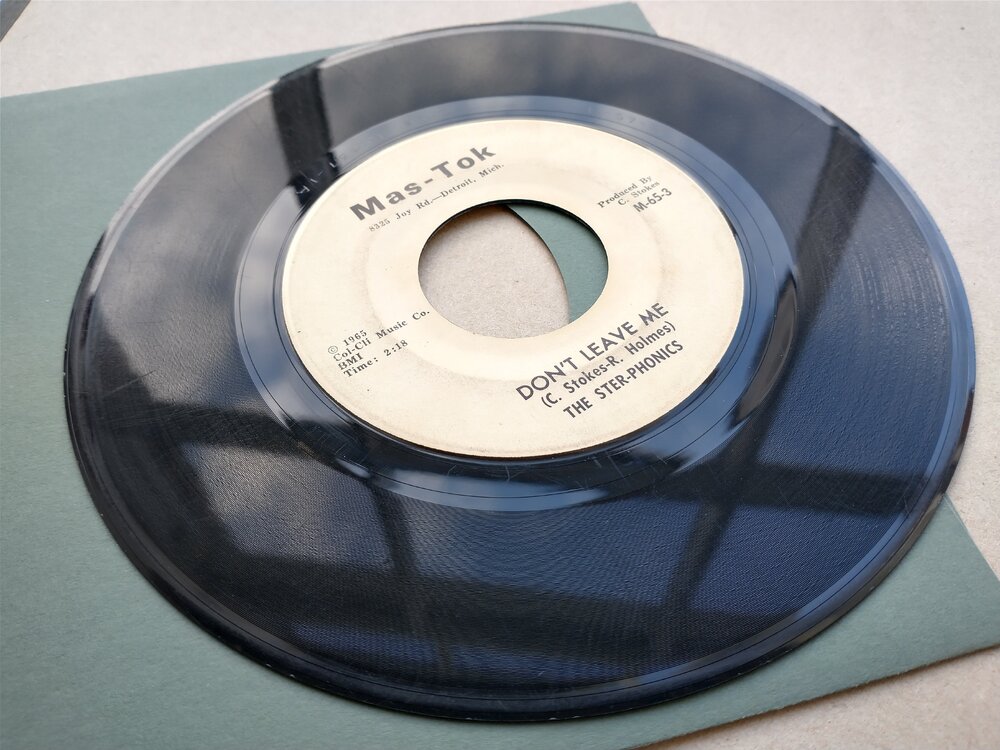 Mas-Tok
8325 Joy Rd.—Detroit, Mich.
Produced By
C. Stokes
M-65-3
© 1965
Col-Cli Music Co.
BMI
Time: 2:18
DON'T LEAVE ME
(C. Stokes-R. Holmes)
THE STER-PHONICS